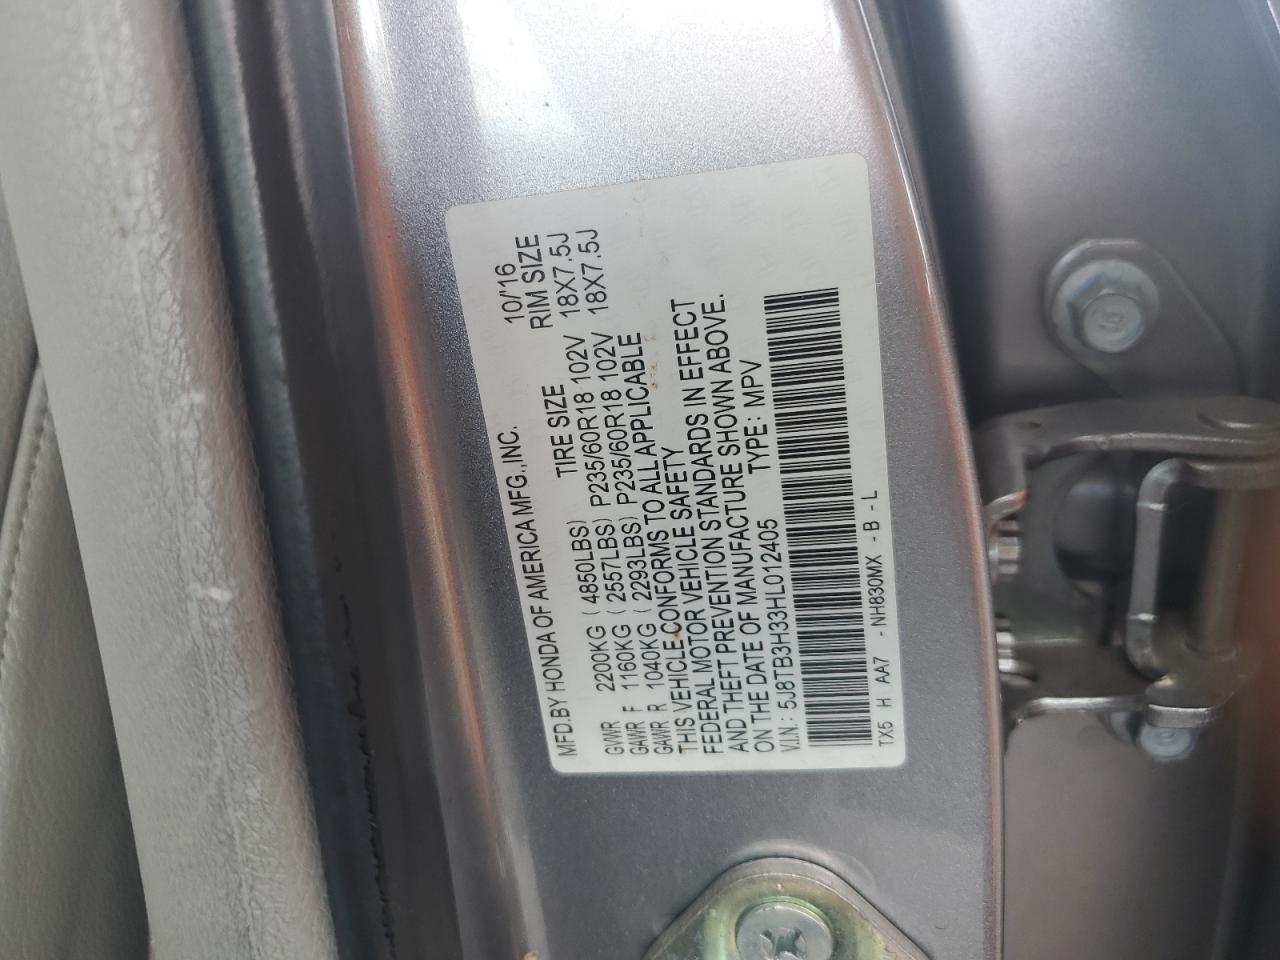 MFD.BY HONDA OF AMERICA MFG.,INC. 10/'16
TIRE SIZE RIM SIZE
GVWR 2200KG ( 4850LBS)
GAWR F 1160KG ( 2557LBS) P235/60R18 102V 18X7.5J
GAWR R 1040KG ( 2293LBS) P235/60R18 102V 18X7.5J
THIS VEHICLE CONFORMS TO ALL APPLICABLE
FEDERAL MOTOR VEHICLE SAFETY
AND THEFT PREVENTION STANDARDS IN EFFECT
ON THE DATE OF MANUFACTURE SHOWN ABOVE.
V.I.N.: 5J8TB3H33HL012405 TYPE: MPV
TX5 H AA7 - NH830MX - B - L